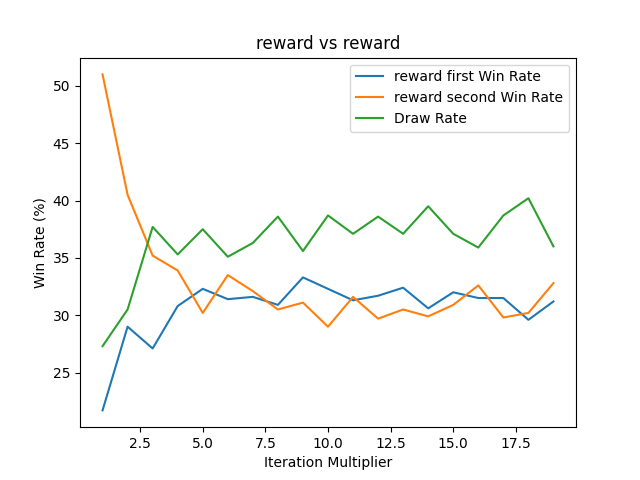 reward vs reward
reward first Win Rate
reward second Win Rate
Draw Rate
Win Rate (%)
50
45
40
35
30
25
2.5 5.0 7.5 10.0 12.5 15.0 17.5
Iteration Multiplier